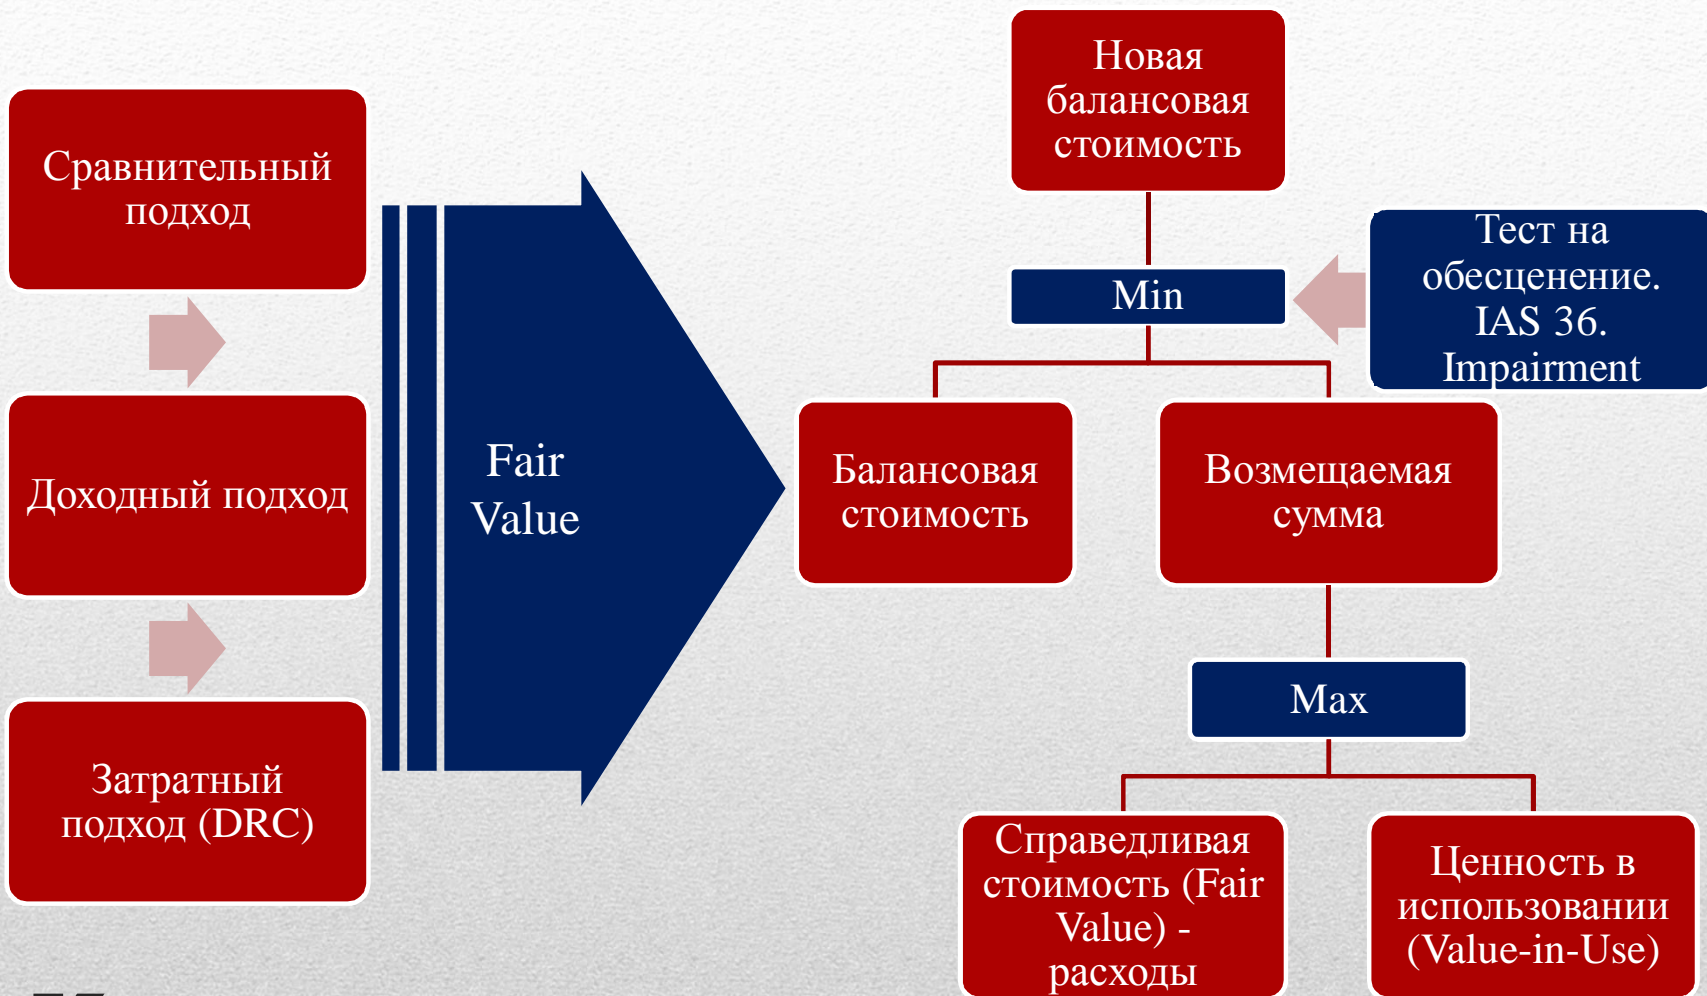 Сравнительный
подход
Доходный подход
Затратный
подход (DRC)
Fair
Value
Новая
балансовая
стоимость
Min
Тест на
обесценение.
IAS 36.
Impairment
Балансовая
стоимость
Возмещаемая
сумма
Max
Справедливая
стоимость (Fair
Value) -
расходы
Ценность в
использовании
(Value-in-Use)